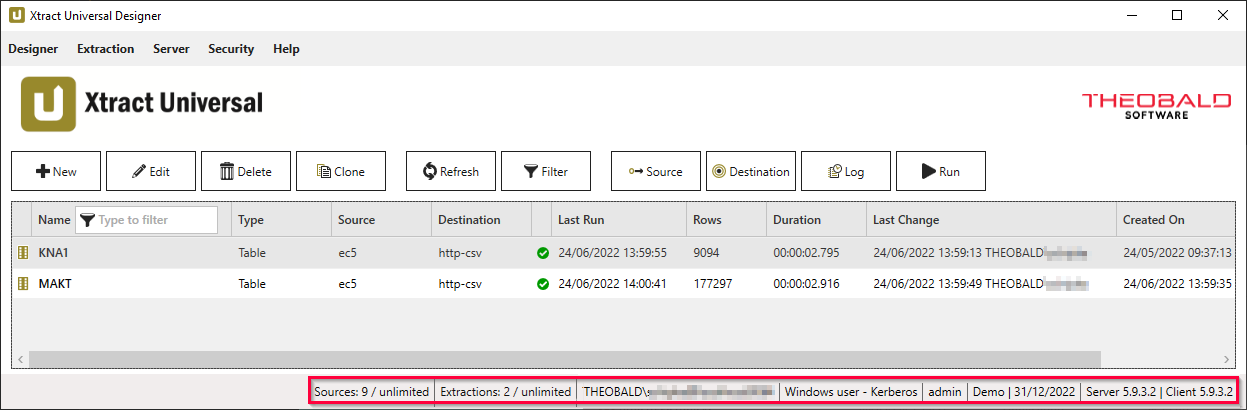 Xtract Universal Designer
Designer Extraction Server Security Help
Xtract Universal
THEOBALD
SOFTWARE
New Edit Delete Clone Refresh Filter Source Destination Log Run
Name Type to filter Type Source Destination Last Run Rows Duration Last Change Created On
KNA1 Table ec5 http-csv 24/06/2022 13:59:55 9094 00:00:02.795 24/06/2022 13:59:13 THEOBALD\ 24/05/2022 09:37:13
MAKT Table ec5 http-csv 24/06/2022 14:00:41 177297 00:00:02.916 24/06/2022 13:59:49 THEOBALD\ 24/06/2022 13:59:35
Sources: 9 / unlimited Extractions: 2 / unlimited THEOBALD\ Windows user - Kerberos admin Demo | 31/12/2022 Server 5.9.3.2 | Client 5.9.3.2